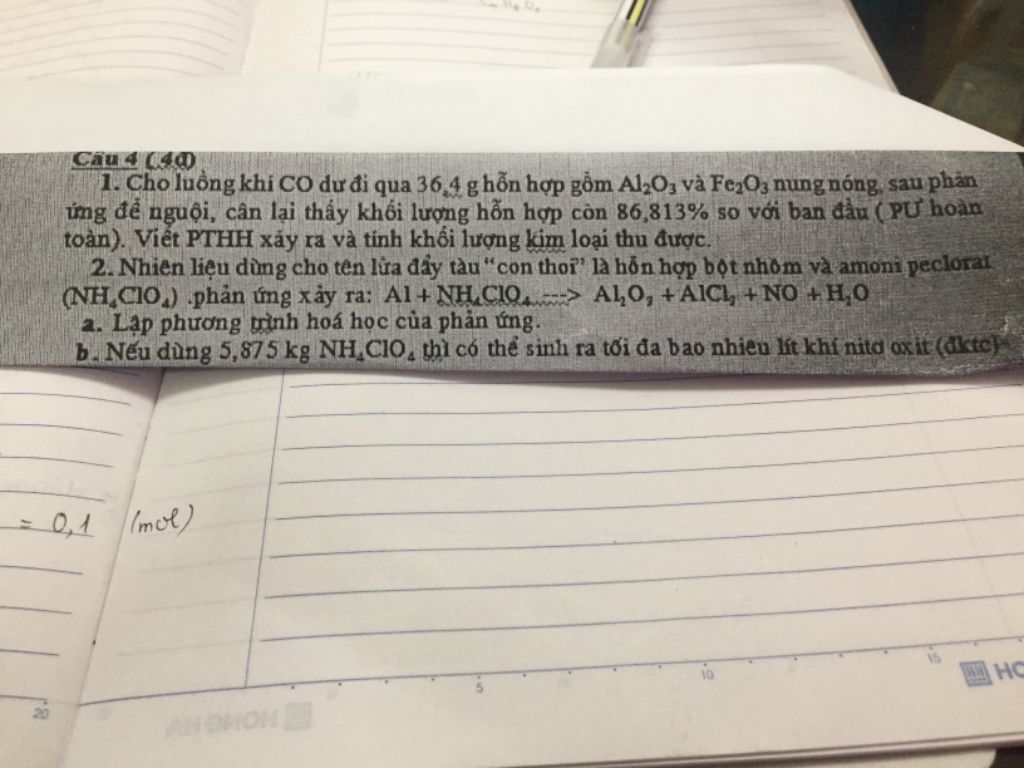 Câu 4 (4đ)
1. Cho luồng khí CO dư đi qua 36,4 g hỗn hợp gồm Al₂O₃ và Fe₂O₃ nung nóng, sau phản
ứng để nguội, cân lại thấy khối lượng hỗn hợp còn 86,813% so với ban đầu ( PƯ hoàn
toàn). Viết PTHH xảy ra và tính khối lượng kim loại thu được.
2. Nhiên liệu dùng cho tên lửa đẩy tàu “con thoi” là hỗn hợp bột nhôm và amoni peclorat
(NH₄ClO₄) .phản ứng xảy ra: Al + NH₄ClO₄ ---> Al₂O₃ + AlCl₃ + NO + H₂O
a. Lập phương trình hoá học của phản ứng.
b. Nếu dùng 5,875 kg NH₄ClO₄ thì có thể sinh ra tối đa bao nhiêu lít khí nitơ oxit (đktc)
= 0,1 (mol)
5 10 15
20
HONG HA